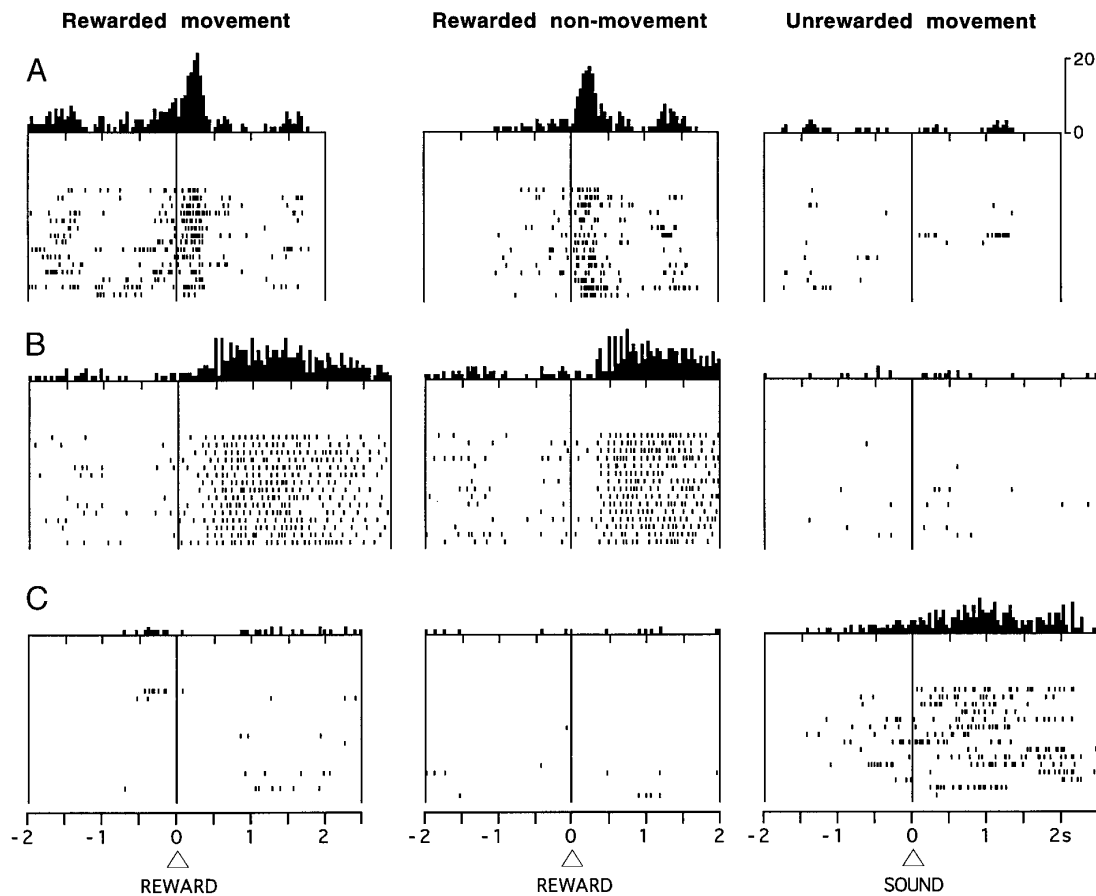 Rewarded movement
Rewarded non-movement
Unrewarded movement
A
20
0
B
C
-2 -1 0 1 2
-2 -1 0 1 2
-2 -1 0 1 2s
REWARD
REWARD
SOUND